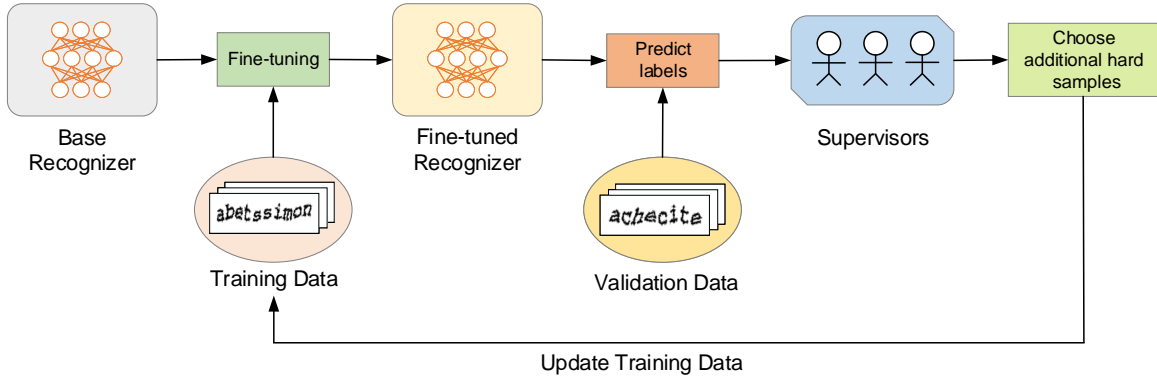 Fine-tuning
Predict
labels
Choose
additional hard
samples
Base
Recognizer
Fine-tuned
Recognizer
Supervisors
abetssimon
achecite
Training Data
Validation Data
Update Training Data